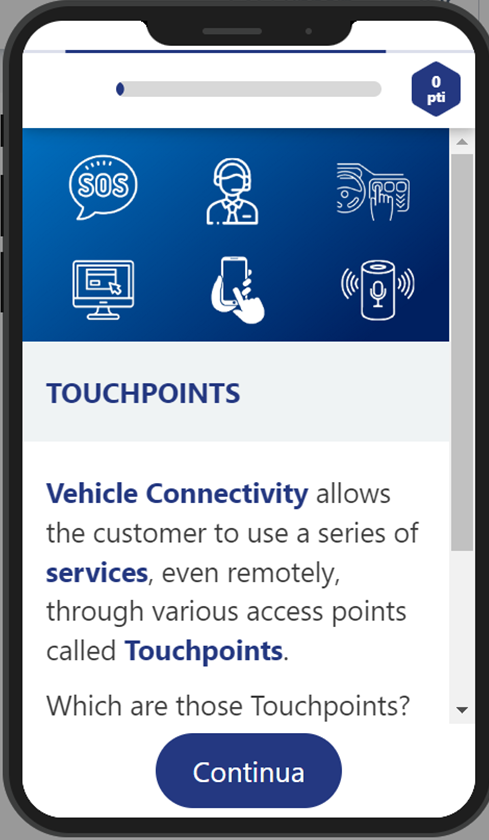 0
pti
SOS
TOUCHPOINTS
Vehicle Connectivity allows
the customer to use a series of
services, even remotely,
through various access points
called Touchpoints.
Which are those Touchpoints?
Continua